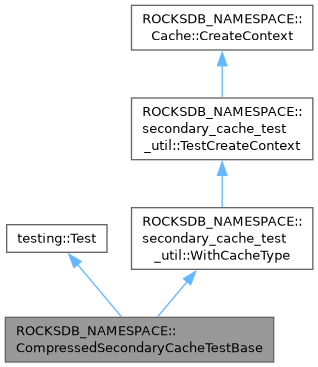 ROCKSDB_NAMESPACE::
Cache::CreateContext
ROCKSDB_NAMESPACE::
secondary_cache_test
_util::TestCreateContext
ROCKSDB_NAMESPACE::
secondary_cache_test
_util::WithCacheType
testing::Test
ROCKSDB_NAMESPACE::
CompressedSecondaryCacheTestBase